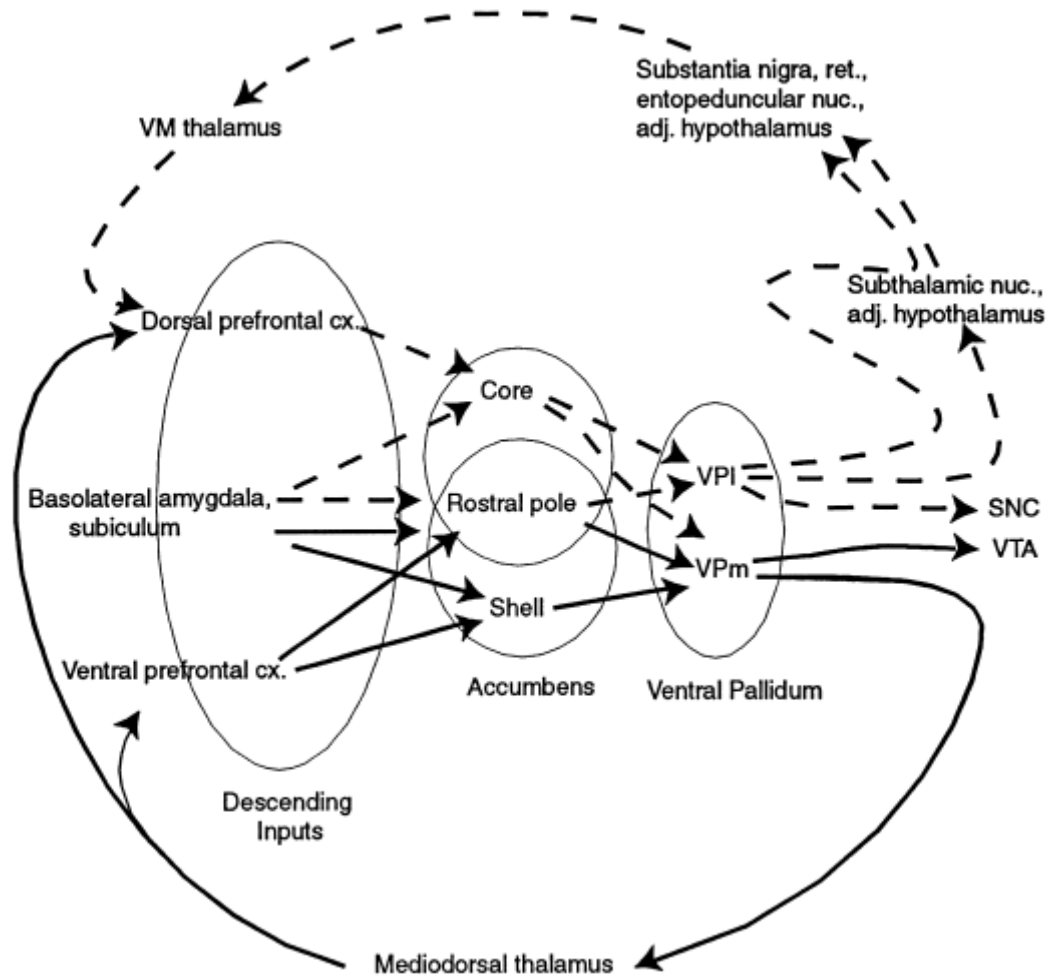 Substantia nigra, ret.,
entopeduncular nuc.,
adj. hypothalamus
VM thalamus
Subthalamic nuc.,
adj. hypothalamus
Dorsal prefrontal cx.
Core
VPl
Basolateral amygdala,
subiculum
Rostral pole
SNC
VTA
VPm
Shell
Ventral prefrontal cx.
Accumbens
Ventral Pallidum
Descending
Inputs
Mediodorsal thalamus